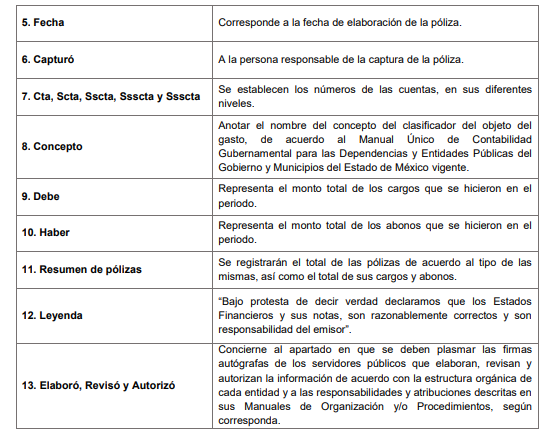 5. Fecha
Corresponde a la fecha de elaboración de la póliza.
6. Capturó
A la persona responsable de la captura de la póliza.
7. Cta, Scta, Sscta, Ssscta y Ssscta
Se establecen los números de las cuentas, en sus diferentes
niveles.
8. Concepto
Anotar el nombre del concepto del clasificador del objeto del
gasto, de acuerdo al Manual Único de Contabilidad
Gubernamental para las Dependencias y Entidades Públicas del
Gobierno y Municipios del Estado de México vigente.
9. Debe
Representa el monto total de los cargos que se hicieron en el
periodo.
10. Haber
Representa el monto total de los abonos que se hicieron en el
periodo.
11. Resumen de pólizas
Se registrarán el total de las pólizas de acuerdo al tipo de las
mismas, así como el total de sus cargos y abonos.
12. Leyenda
“Bajo protesta de decir verdad declaramos que los Estados
Financieros y sus notas, son razonablemente correctos y son
responsabilidad del emisor”.
13. Elaboró, Revisó y Autorizó
Concierne al apartado en que se deben plasmar las firmas
autógrafas de los servidores públicos que elaboran, revisan y
autorizan la información de acuerdo con la estructura orgánica de
cada entidad y a las responsabilidades y atribuciones descritas en
sus Manuales de Organización y/o Procedimientos, según
corresponda.